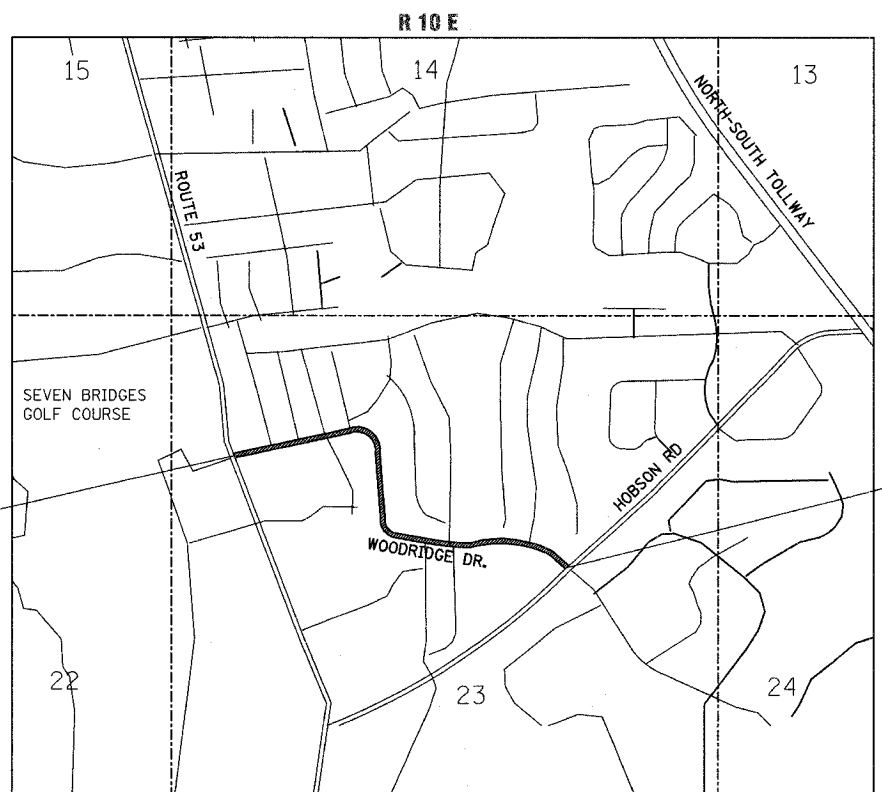 R 10 E
15
14
13
NORTH-SOUTH TOLLWAY
ROUTE 53
SEVEN BRIDGES
GOLF COURSE
HOBSON RD
WOODRIDGE DR.
22
23
24